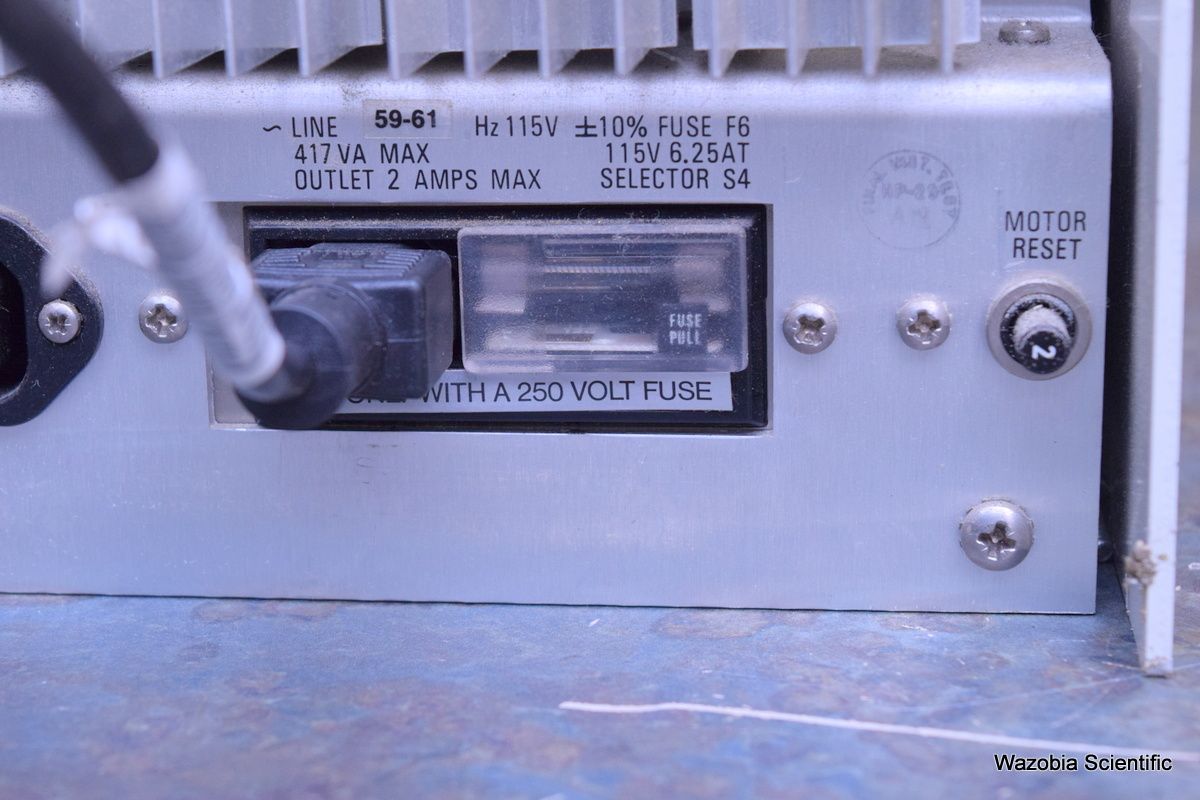 ~ LINE 59-61 Hz 115V ±10% FUSE F6
417 VA MAX 115V 6.25AT
OUTLET 2 AMPS MAX SELECTOR S4
MOTOR
RESET
FUSE
PULL
2
WITH A 250 VOLT FUSE
Wazobia Scientific